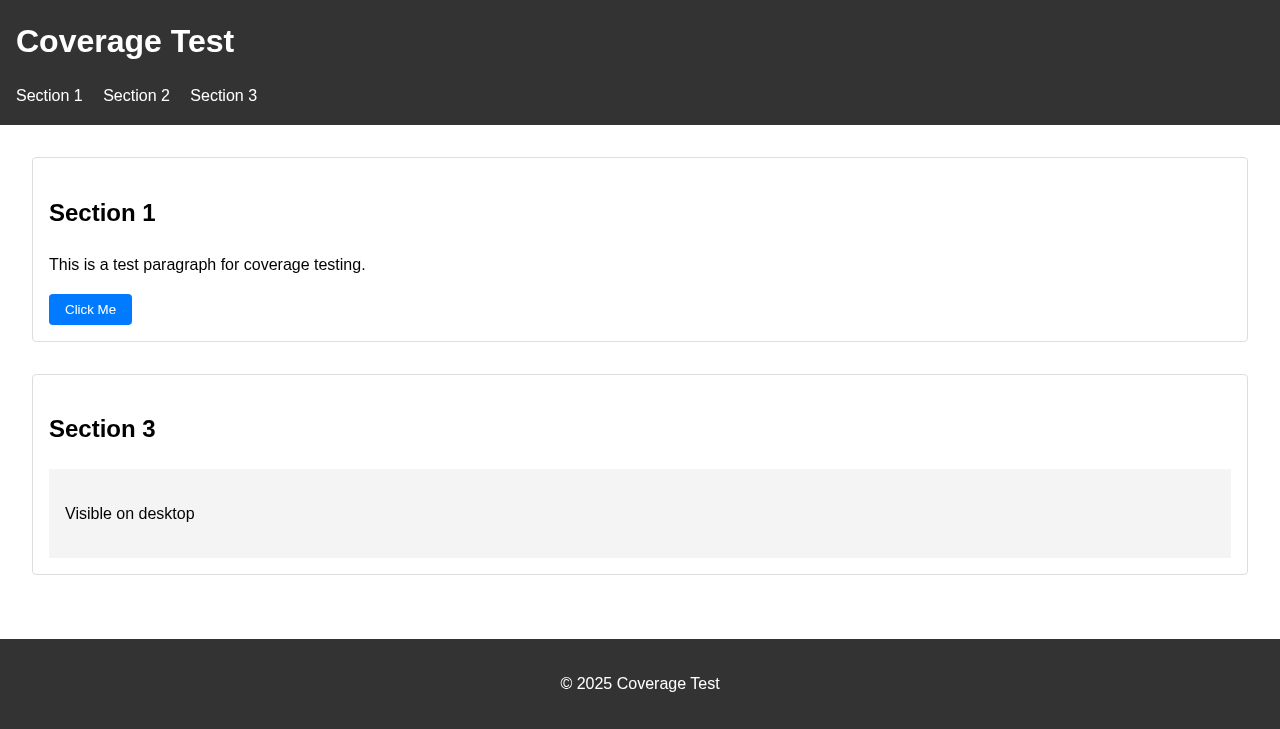 Coverage Test
Section 1 Section 2 Section 3
Section 1
This is a test paragraph for coverage testing.
Click Me
Section 3
Visible on desktop
© 2025 Coverage Test